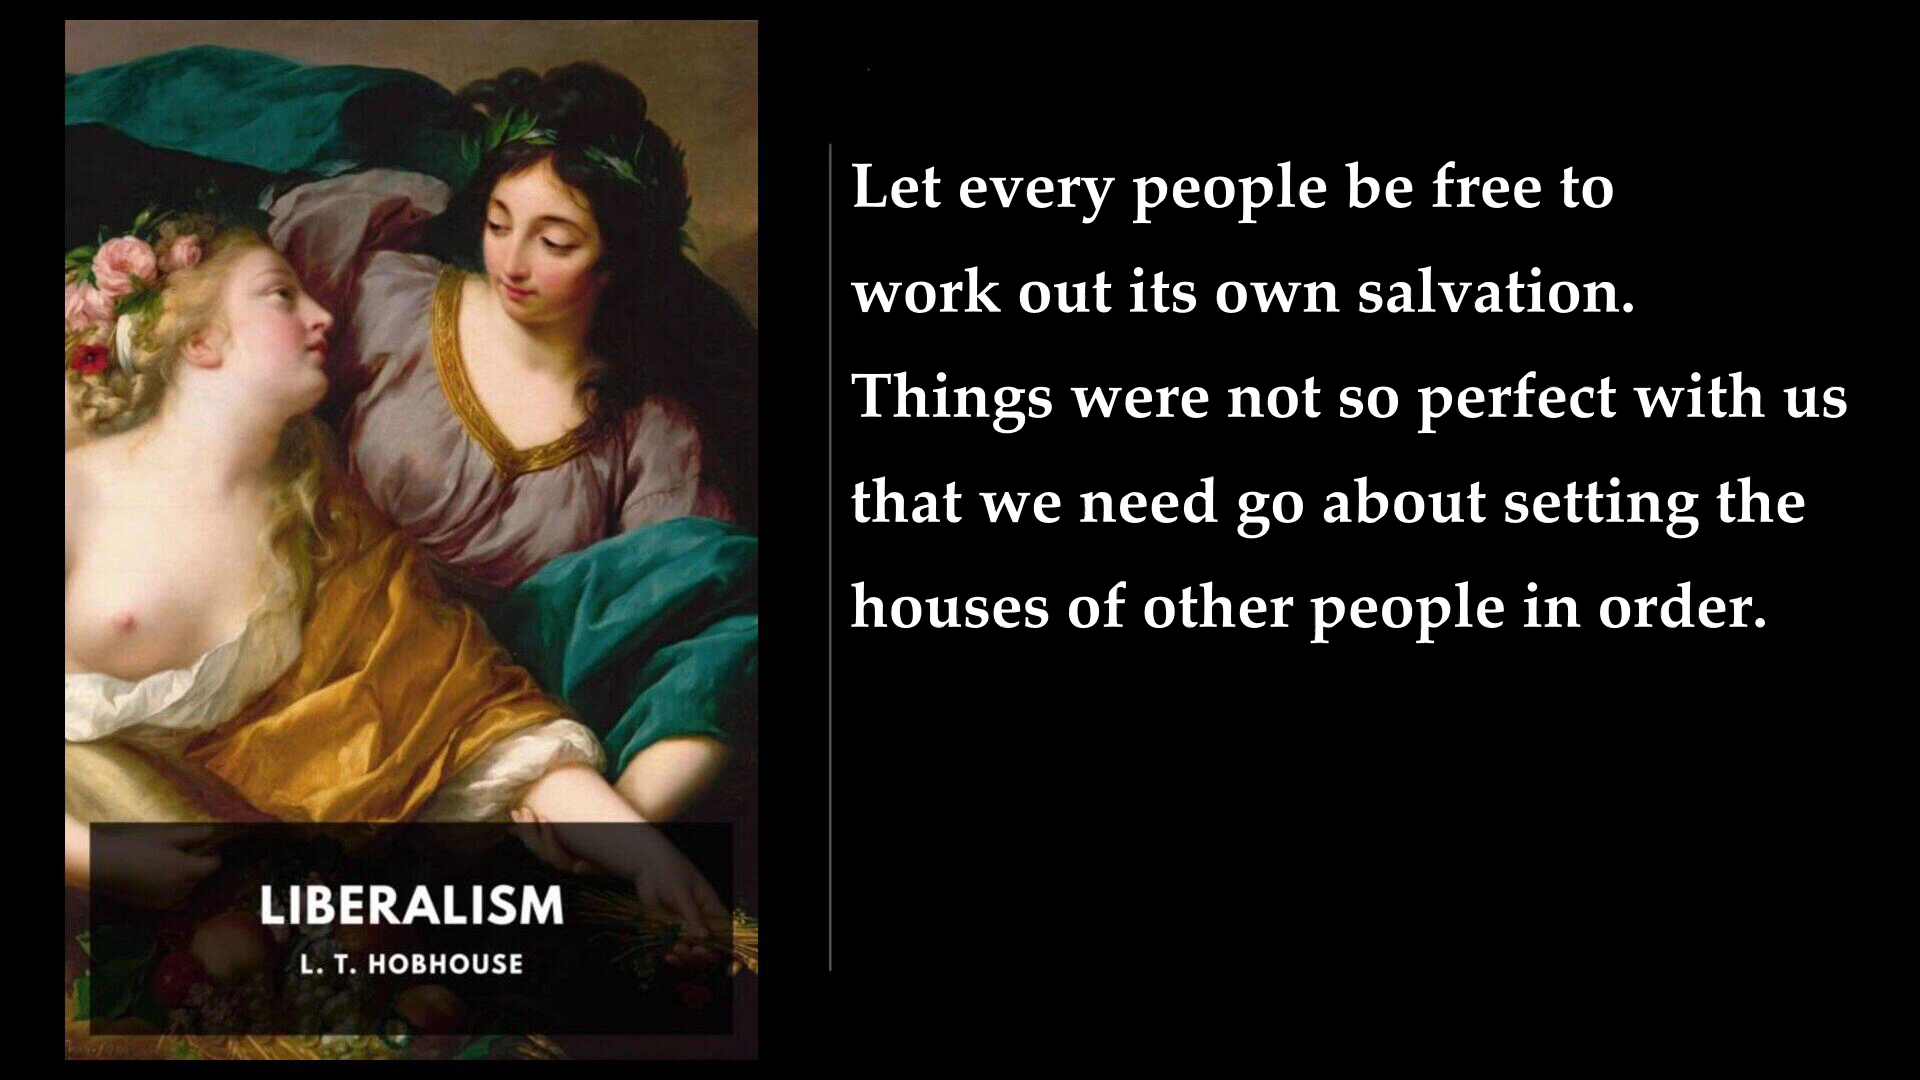 Let every people be free to
work out its own salvation.
Things were not so perfect with us
that we need go about setting the
houses of other people in order.
LIBERALISM
L. T. HOBHOUSE